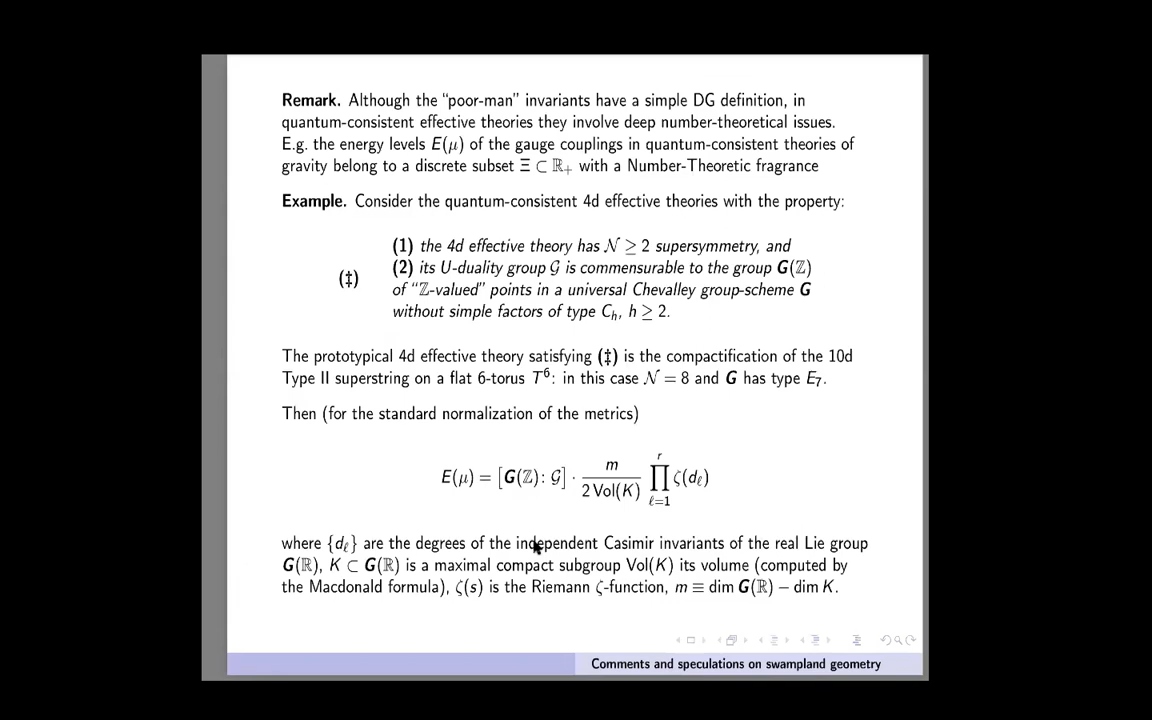 Remark. Although the "poor-man" invariants have a simple DG definition, in
quantum-consistent effective theories they involve deep number-theoretical issues.
E.g. the energy levels E(μ) of the gauge couplings in quantum-consistent theories of
gravity belong to a discrete subset Ξ ⊂ ℝ₊ with a Number-Theoretic fragrance
Example. Consider the quantum-consistent 4d effective theories with the property:
(1) the 4d effective theory has 𝒩 ≥ 2 supersymmetry, and
(2) its U-duality group 𝒢 is commensurable to the group G(ℤ)
(‡) of "ℤ-valued" points in a universal Chevalley group-scheme G
without simple factors of type C_h, h ≥ 2.
The prototypical 4d effective theory satisfying (‡) is the compactification of the 10d
Type II superstring on a flat 6-torus T⁶: in this case 𝒩 = 8 and G has type E₇.
Then (for the standard normalization of the metrics)
E(μ) = [G(ℤ): 𝒢] · m / 2 Vol(K) ∏_{ℓ=1}^{r} ζ(d_ℓ)
where {d_ℓ} are the degrees of the independent Casimir invariants of the real Lie group
G(ℝ), K ⊂ G(ℝ) is a maximal compact subgroup Vol(K) its volume (computed by
the Macdonald formula), ζ(s) is the Riemann ζ-function, m ≡ dim G(ℝ) − dim K.
Comments and speculations on swampland geometry